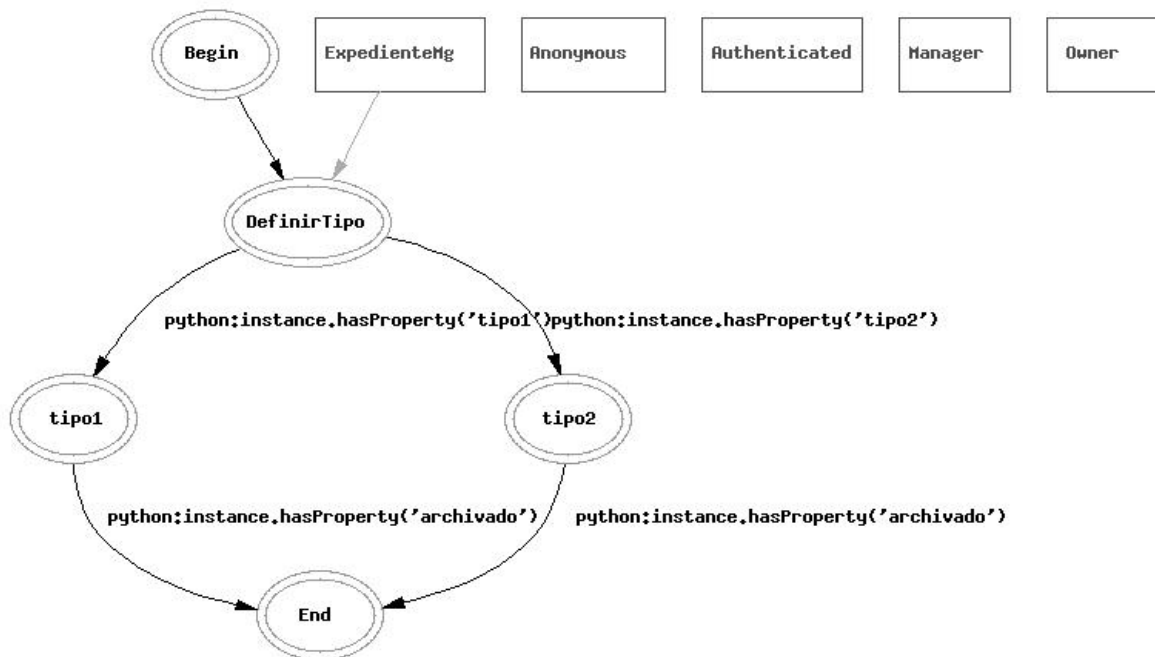 Begin
ExpedienteMg
Anonymous
Authenticated
Manager
Owner
DefinirTipo
python:instance.hasProperty('tipo1')
python:instance.hasProperty('tipo2')
tipo1
tipo2
python:instance.hasProperty('archivado')
python:instance.hasProperty('archivado')
End